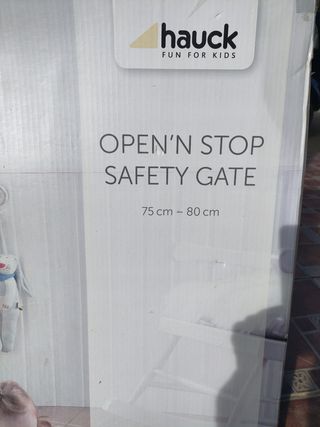 hauck
FUN FOR KIDS
OPEN'N STOP
SAFETY GATE
75 cm – 80 cm